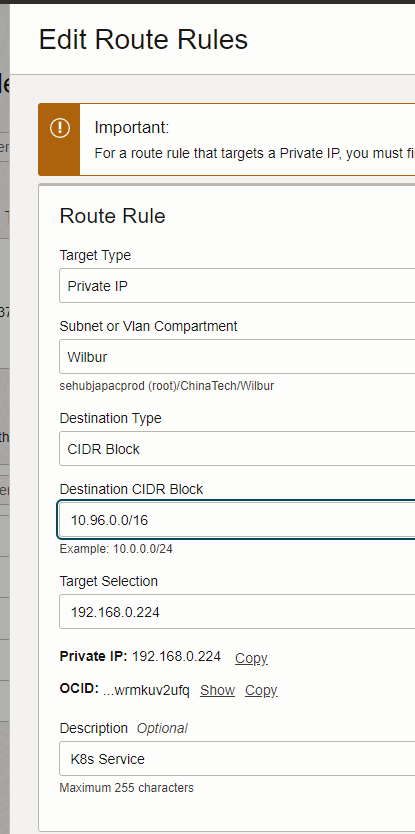 Edit Route Rules
Important:
For a route rule that targets a Private IP, you must fi
Route Rule
Target Type
Private IP
Subnet or Vlan Compartment
Wilbur
sehubjapacprod (root)/ChinaTech/Wilbur
Destination Type
CIDR Block
Destination CIDR Block
10.96.0.0/16
Example: 10.0.0.0/24
Target Selection
192.168.0.224
Private IP: 192.168.0.224 Copy
OCID: ...wrmkuv2ufq Show Copy
Description Optional
K8s Service
Maximum 255 characters